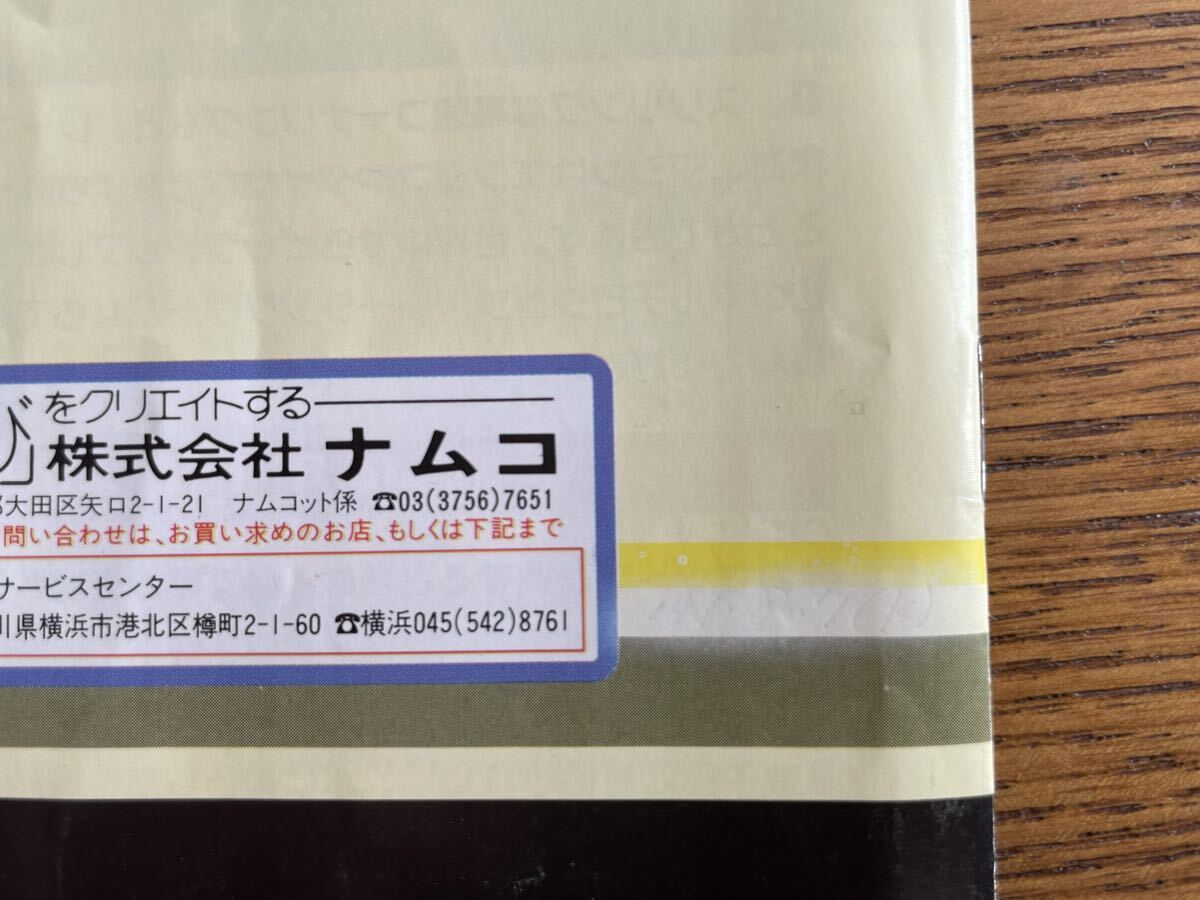 び」をクリエイトする
株式会社 ナムコ
大田区矢口2-1-21 ナムコット係 ☎03(3756)7651
問い合わせは、お買い求めのお店、もしくは下記まで
サービスセンター
川県横浜市港北区樽町2-1-60 ☎横浜045(542)8761